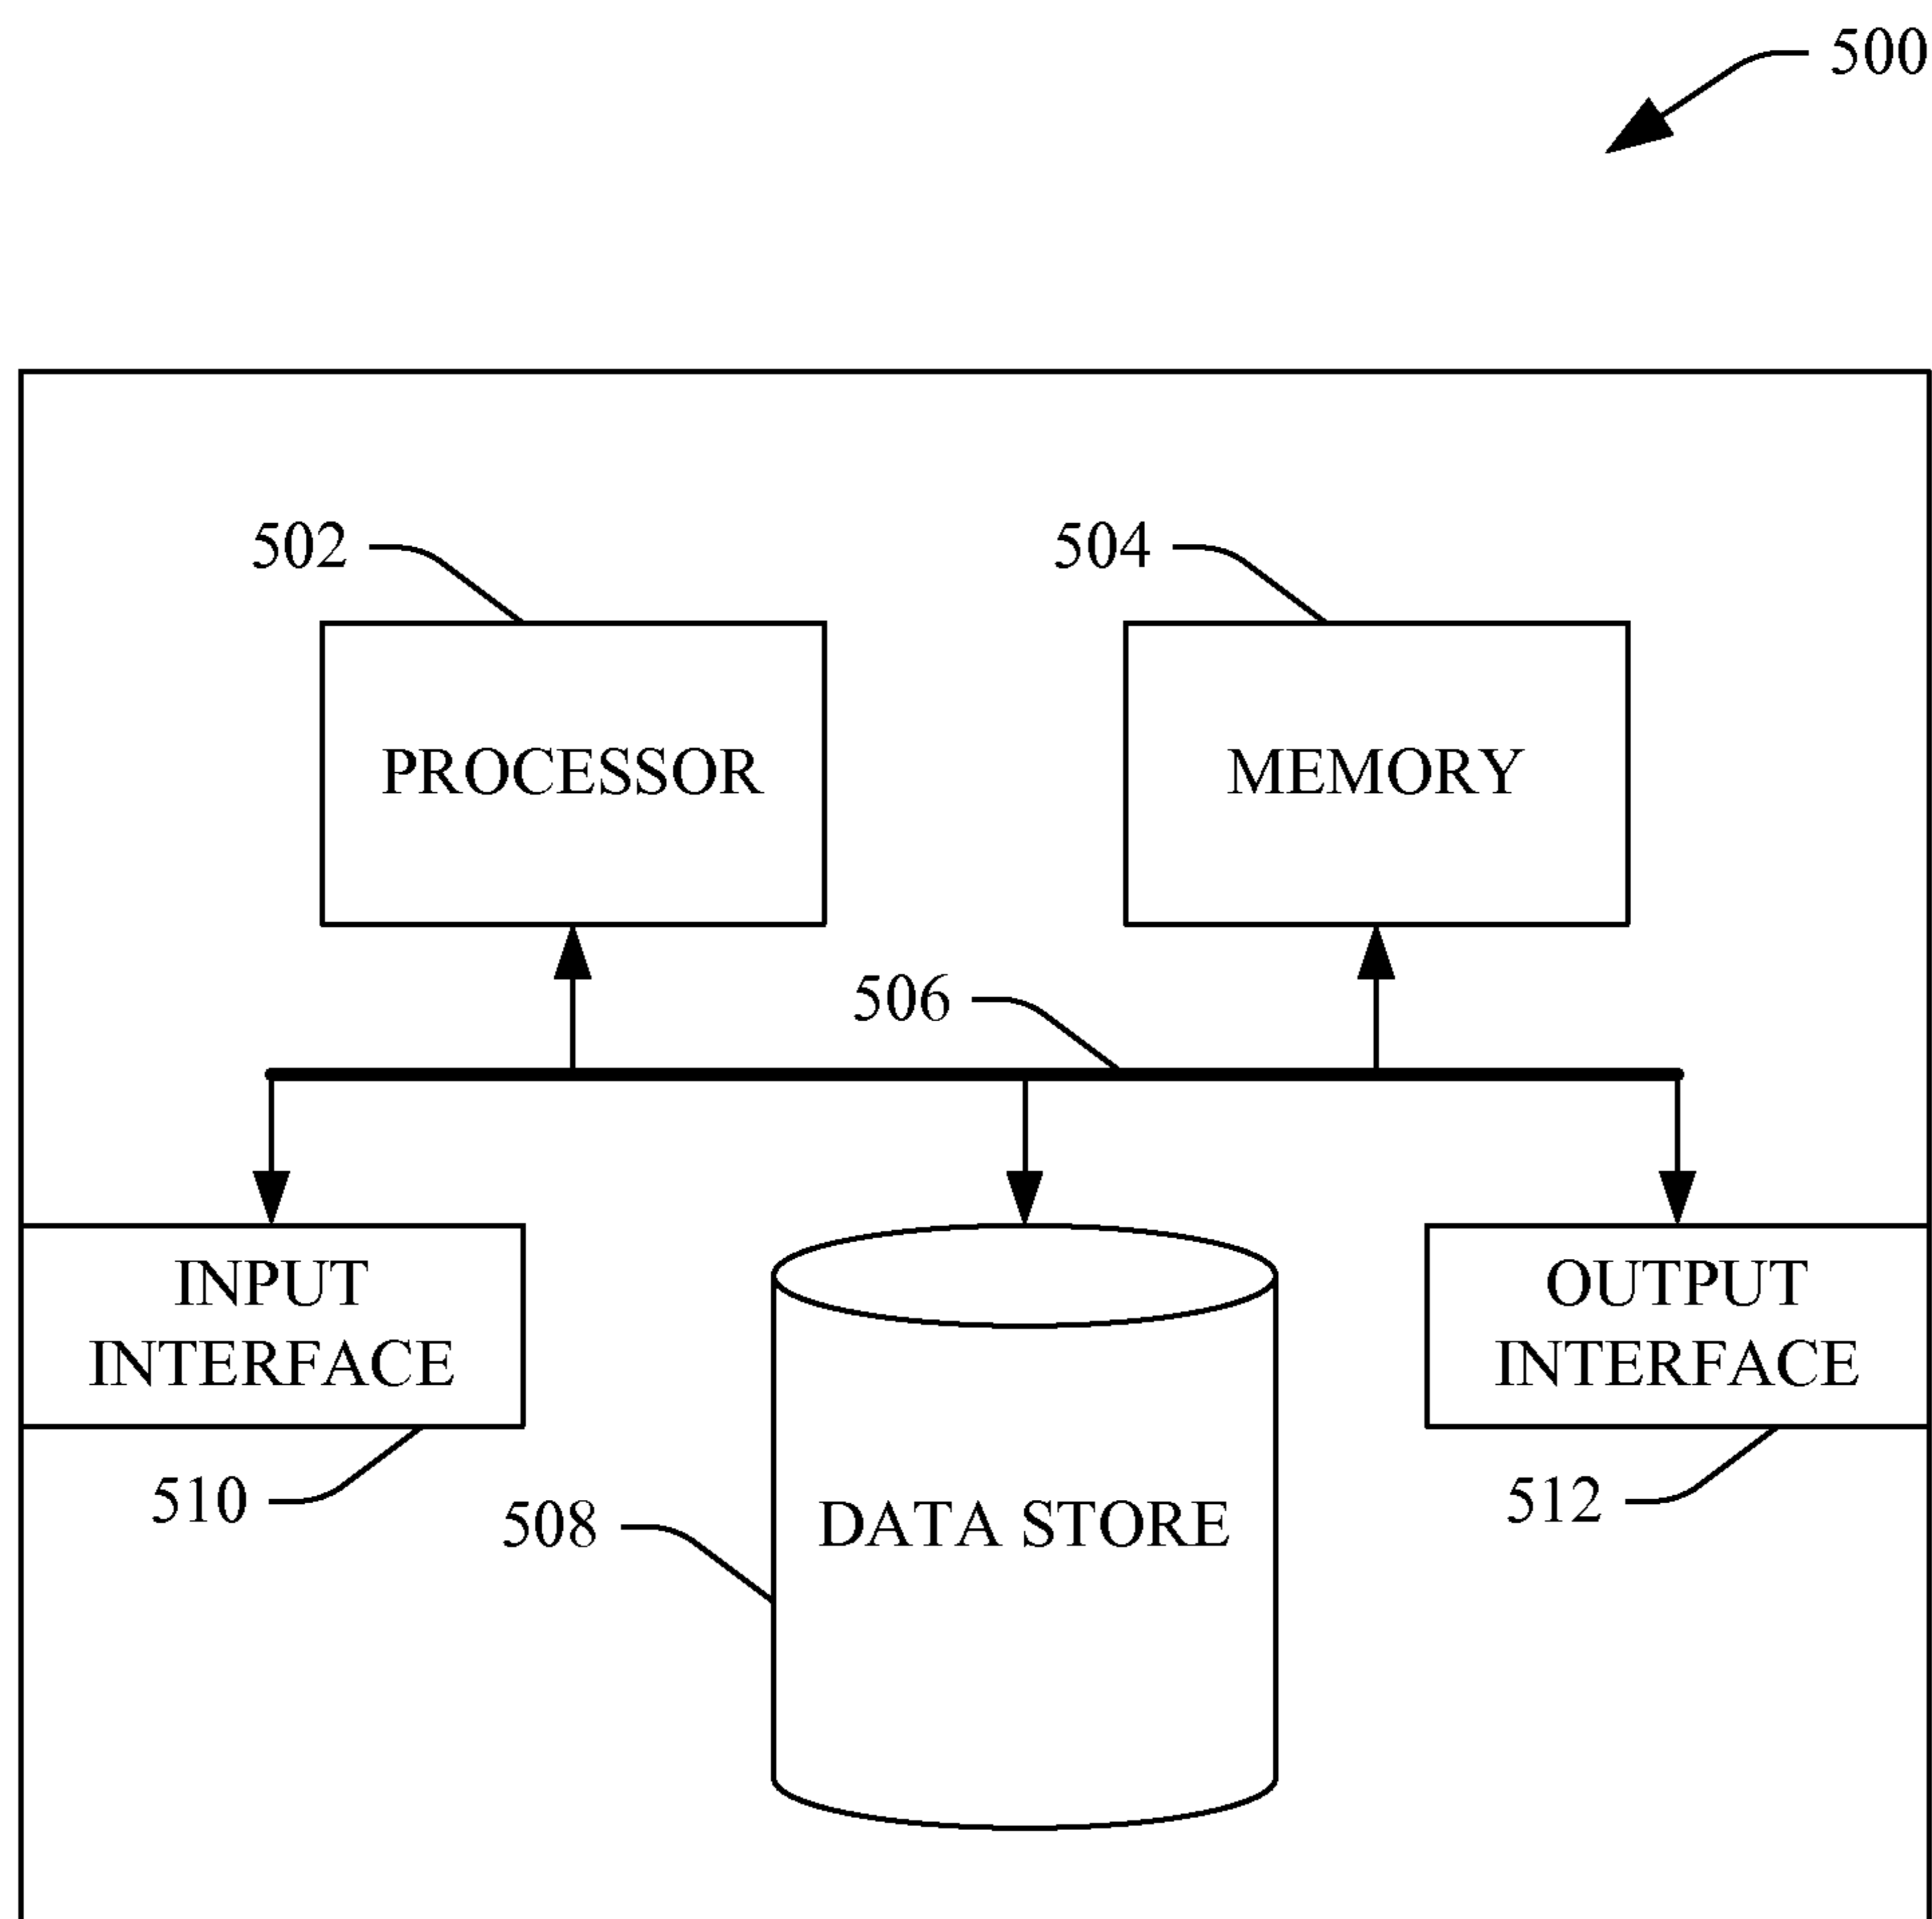 500
502
504
PROCESSOR
MEMORY
506
INPUT
INTERFACE
OUTPUT
INTERFACE
510
508
DATA STORE
512